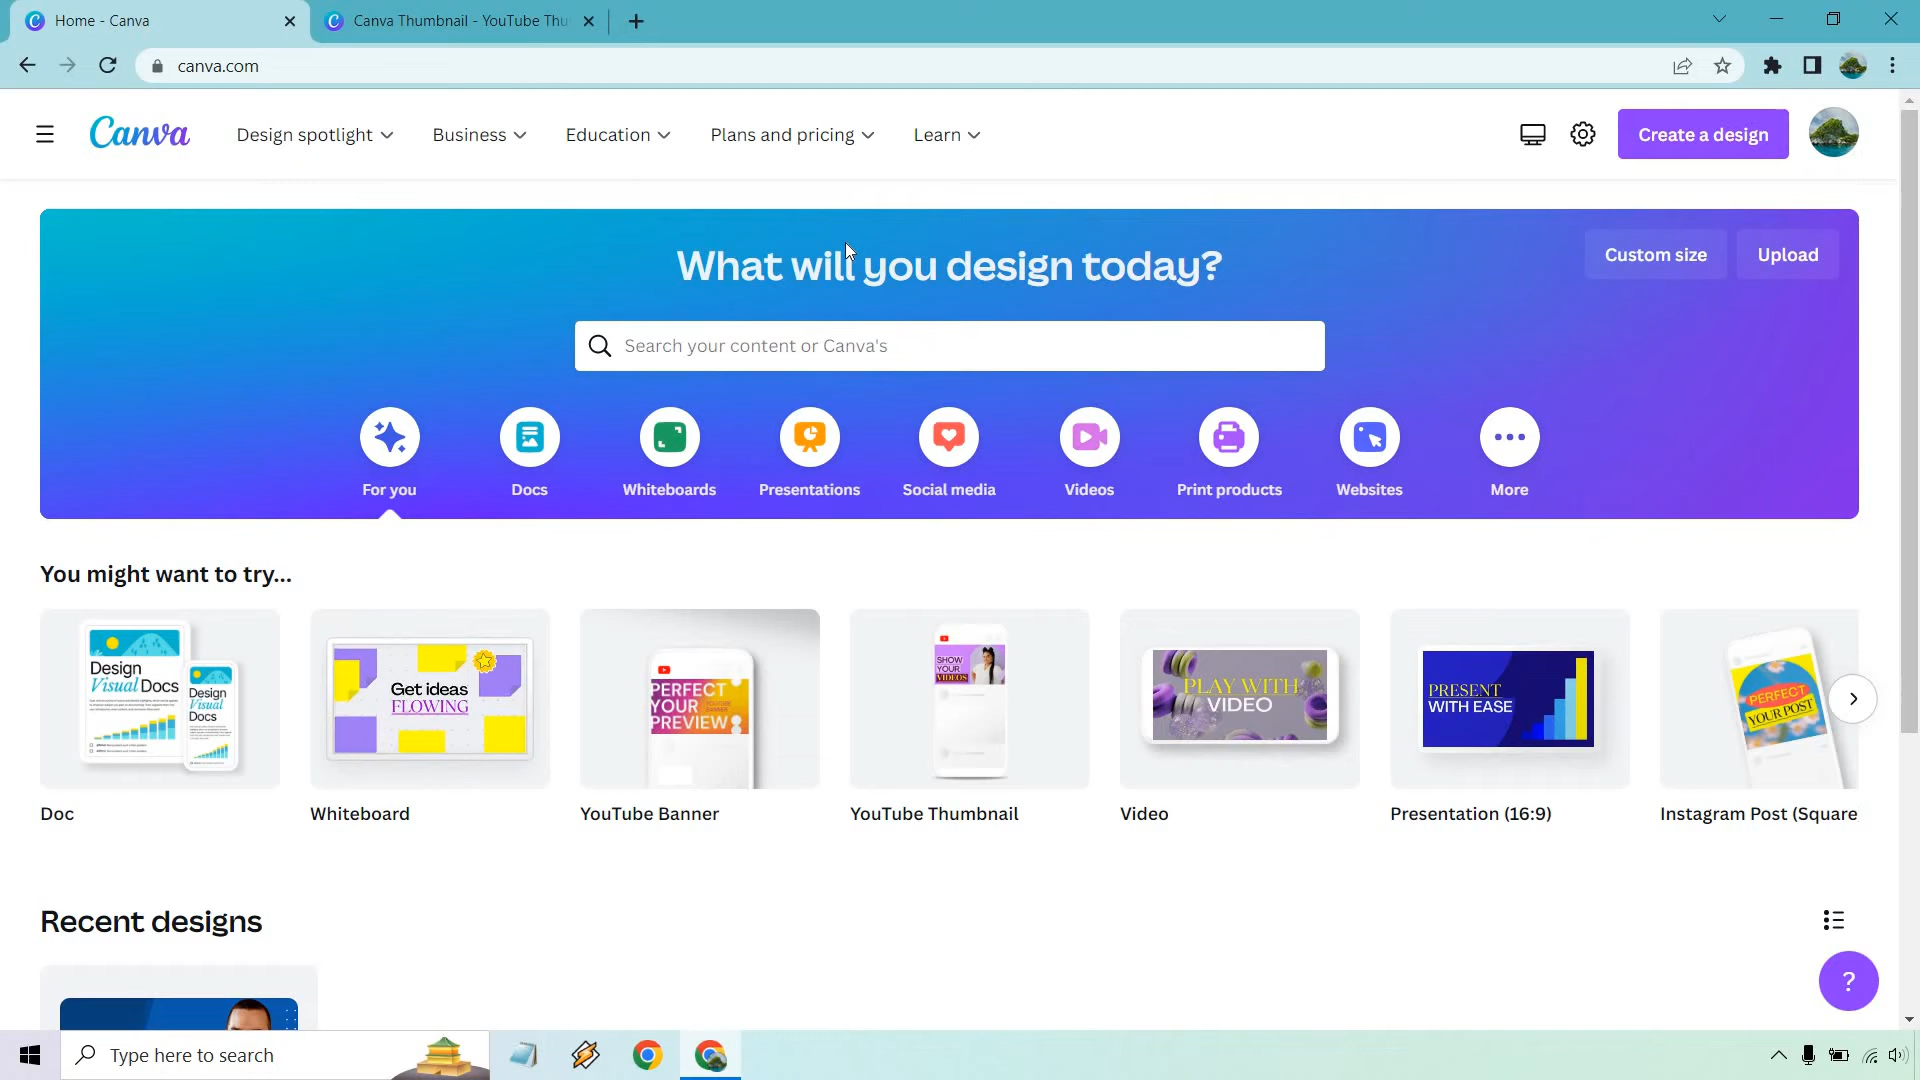 Home - Canva
Canva Thumbnail - YouTube Thu
canva.com
Canva
Design spotlight
Business
Education
Plans and pricing
Learn
Create a design
What will you design today?
Custom size
Upload
Search your content or Canva's
For you
Docs
Whiteboards
Presentations
Social media
Videos
Print products
Websites
More
You might want to try...
Design
Visual Docs
Design
Visual
Docs
Get ideas
FLOWING
PERFECT
YOUR
PREVIEW
YOUTUBE
BANNER
SHOW
YOUR
VIDEOS
PLAY WITH
VIDEO
PRESENT
WITH EASE
PERFECT
YOUR POST
Doc
Whiteboard
YouTube Banner
YouTube Thumbnail
Video
Presentation (16:9)
Instagram Post (Square
Recent designs
?
Type here to search